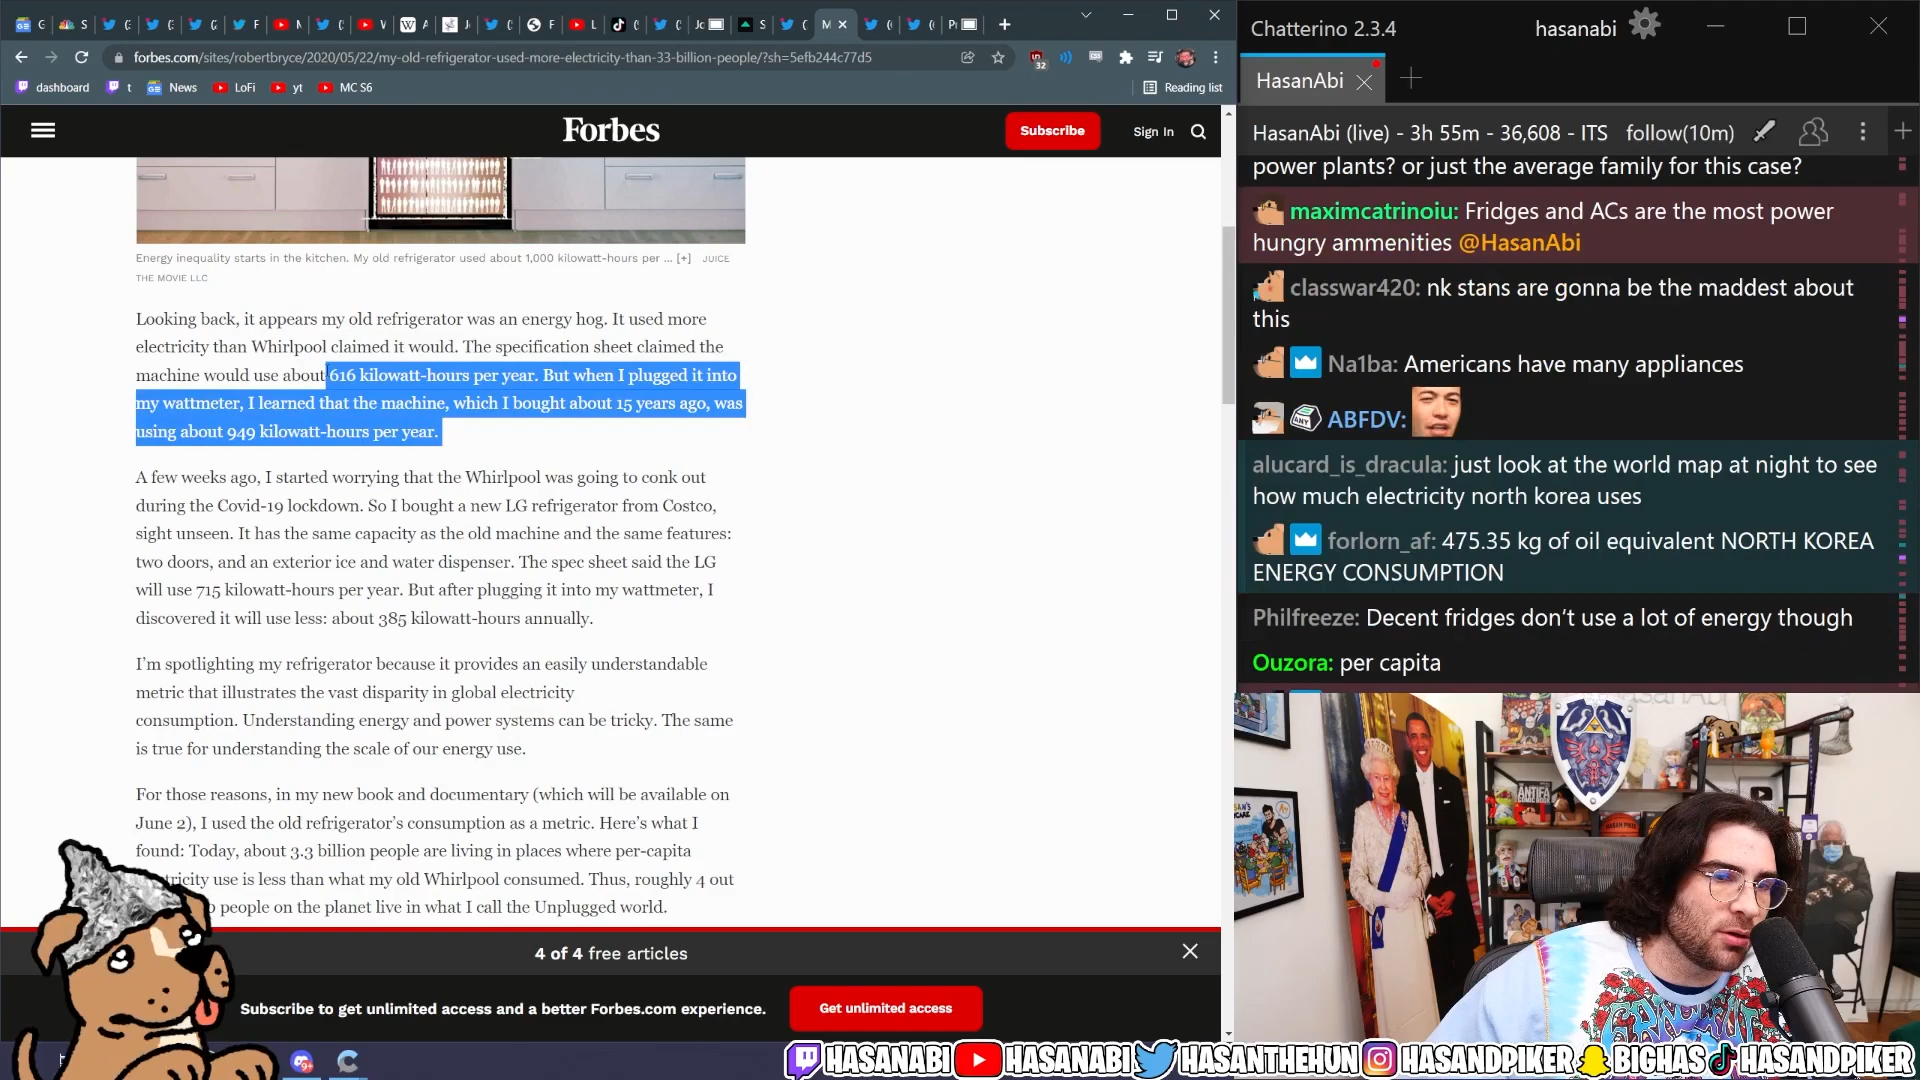 forbes.com/sites/robertbryce/2020/05/22/my-old-refrigerator-used-more-electricity-than-33-billion-people/?sh=5efb244c77d5
32
dashboard
t
News
LoFi
yt
MC S6
Reading list
Forbes
Subscribe
Sign In
Energy inequality starts in the kitchen. My old refrigerator used about 1,000 kilowatt-hours per ... [+] JUICE
THE MOVIE LLC
Looking back, it appears my old refrigerator was an energy hog. It used more
electricity than Whirlpool claimed it would. The specification sheet claimed the
machine would use about 616 kilowatt-hours per year. But when I plugged it into
my wattmeter, I learned that the machine, which I bought about 15 years ago, was
using about 949 kilowatt-hours per year.
A few weeks ago, I started worrying that the Whirlpool was going to conk out
during the Covid-19 lockdown. So I bought a new LG refrigerator from Costco,
sight unseen. It has the same capacity as the old machine and the same features:
two doors, and an exterior ice and water dispenser. The spec sheet said the LG
will use 715 kilowatt-hours per year. But after plugging it into my wattmeter, I
discovered it will use less: about 385 kilowatt-hours annually.
I'm spotlighting my refrigerator because it provides an easily understandable
metric that illustrates the vast disparity in global electricity
consumption. Understanding energy and power systems can be tricky. The same
is true for understanding the scale of our energy use.
For those reasons, in my new book and documentary (which will be available on
June 2), I used the old refrigerator's consumption as a metric. Here's what I
found: Today, about 3.3 billion people are living in places where per-capita
use is less than what my old Whirlpool consumed. Thus, roughly 4 out
people on the planet live in what I call the Unplugged world.
4 of 4 free articles
Subscribe to get unlimited access and a better Forbes.com experience.
Get unlimited access
Chatterino 2.3.4
hasanabi
HasanAbi
HasanAbi (live) - 3h 55m - 36,608 - ITS
follow(10m)
power plants? or just the average family for this case?
maximcatrinoiu: Fridges and ACs are the most power
hungry ammenities @HasanAbi
classwar420: nk stans are gonna be the maddest about
this
Na1ba: Americans have many appliances
ABFDV:
alucard_is_dracula: just look at the world map at night to see
how much electricity north korea uses
forlorn_af: 475.35 kg of oil equivalent NORTH KOREA
ENERGY CONSUMPTION
Philfreeze: Decent fridges don't use a lot of energy though
Ouzora: per capita
HASANABI HASANABI HASANTHEHUN HASANDPIKER BIGHAS HASANDPIKER